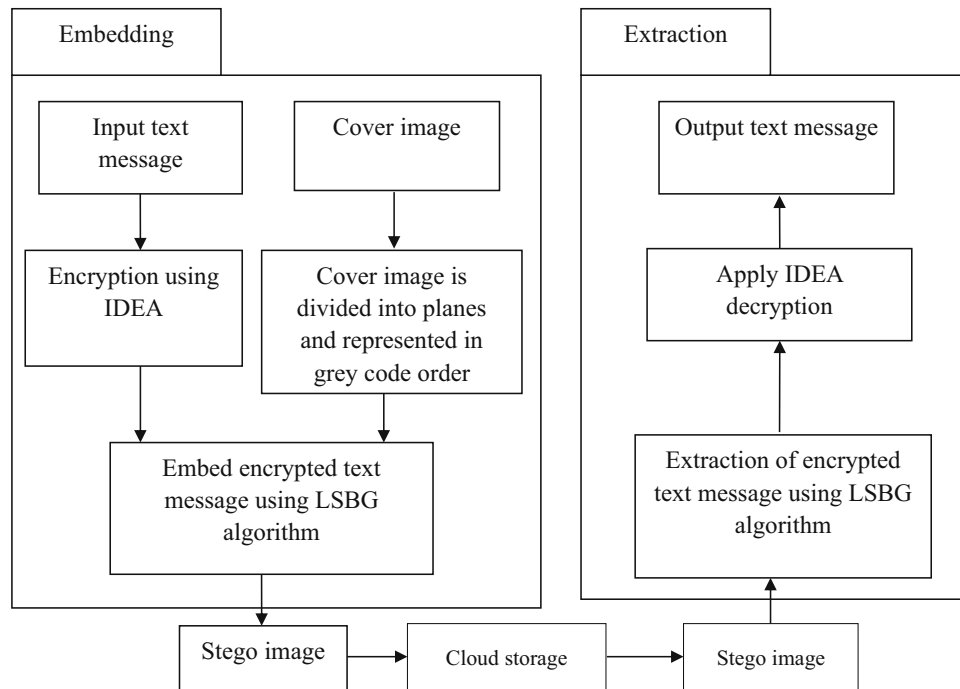 Embedding
Input text
message
Cover image
Encryption using
IDEA
Cover image is
divided into planes
and represented in
grey code order
Embed encrypted text
message using LSBG
algorithm
Stego image
Cloud storage
Stego image
Extraction
Output text message
Apply IDEA
decryption
Extraction of encrypted
text message using LSBG
algorithm